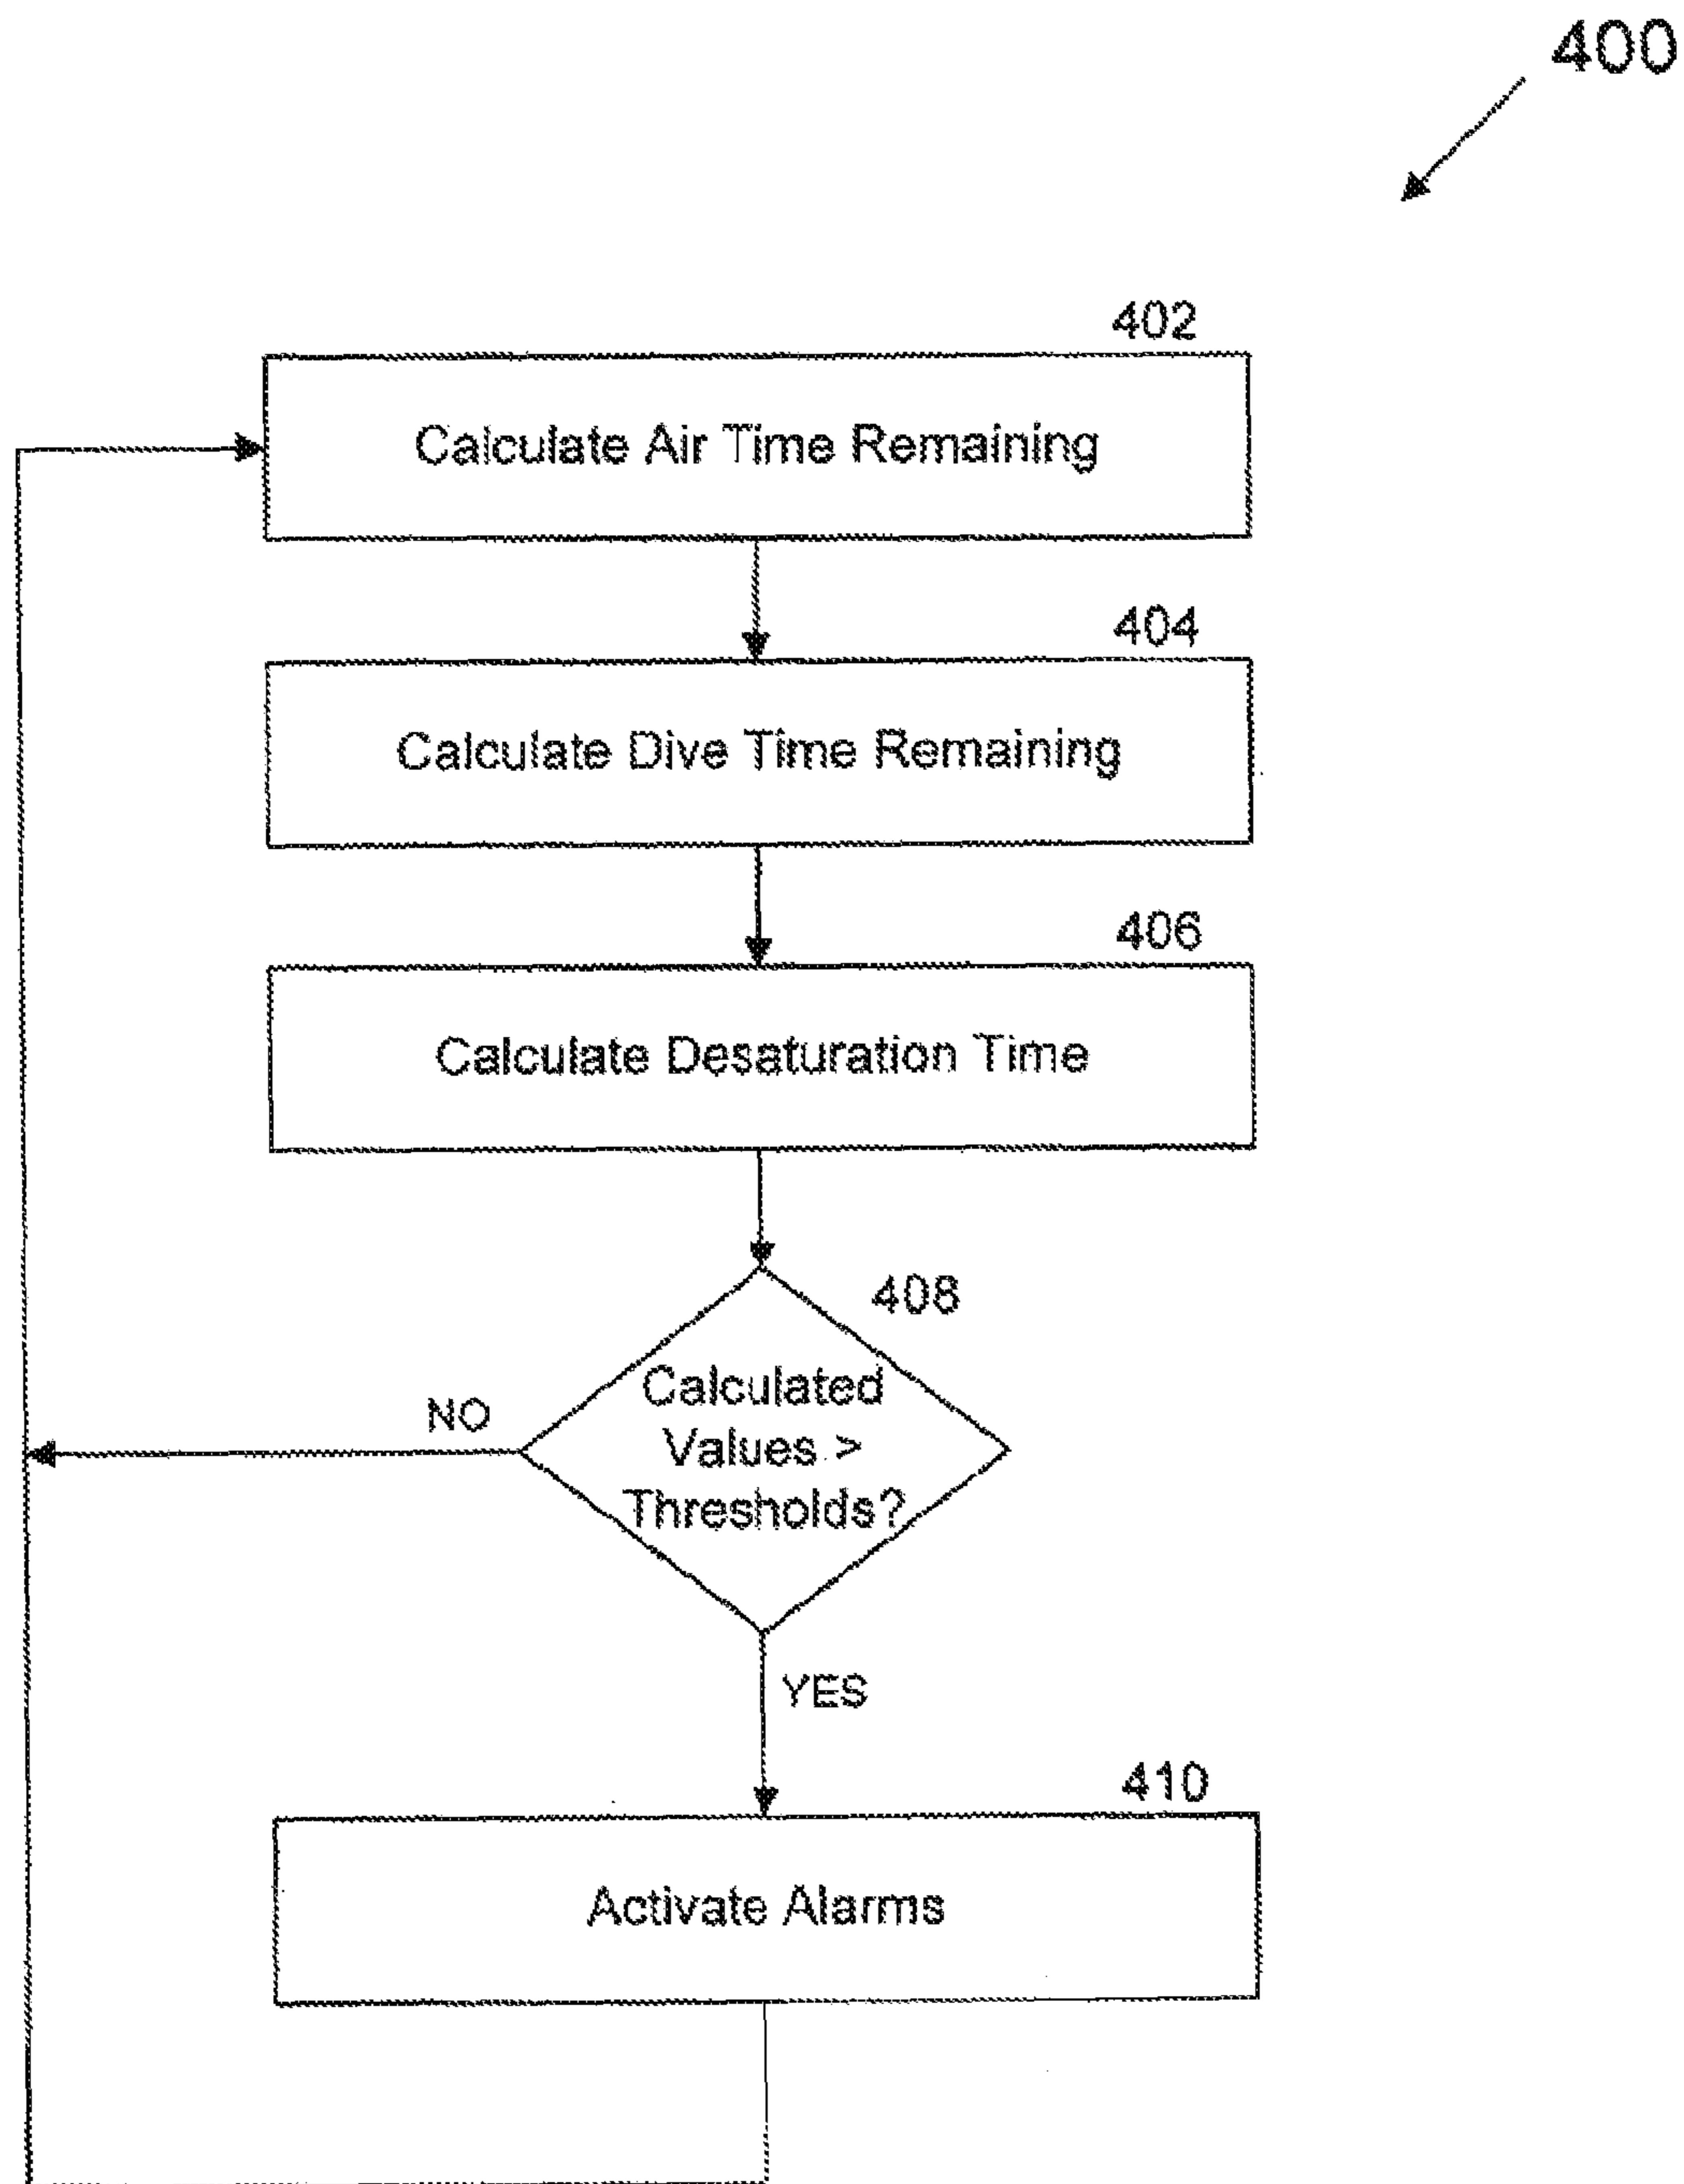 400
402
Calculate Air Time Remaining
404
Calculate Dive Time Remaining
406
Calculate Desaturation Time
408
Calculated
Values >
Thresholds?
NO
YES
410
Activate Alarms